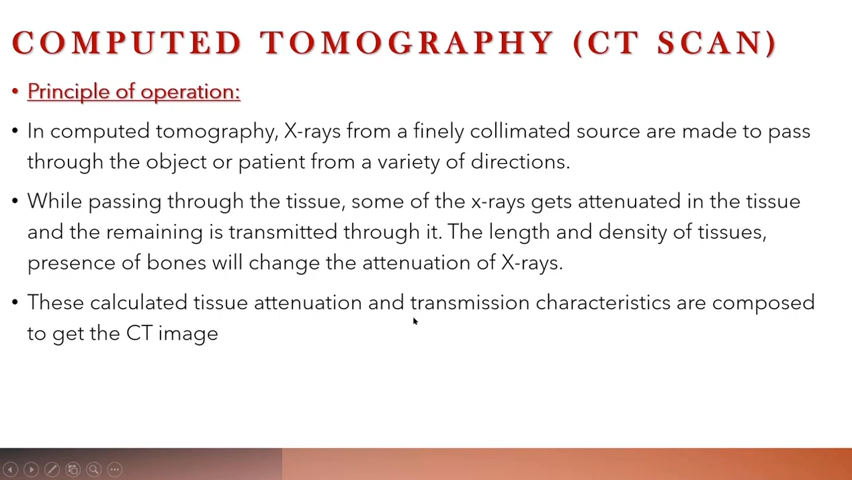 COMPUTED TOMOGRAPHY (CT SCAN)
• Principle of operation:
• In computed tomography, X-rays from a finely collimated source are made to pass
through the object or patient from a variety of directions.
• While passing through the tissue, some of the x-rays gets attenuated in the tissue
and the remaining is transmitted through it. The length and density of tissues,
presence of bones will change the attenuation of X-rays.
• These calculated tissue attenuation and transmission characteristics are composed
to get the CT image